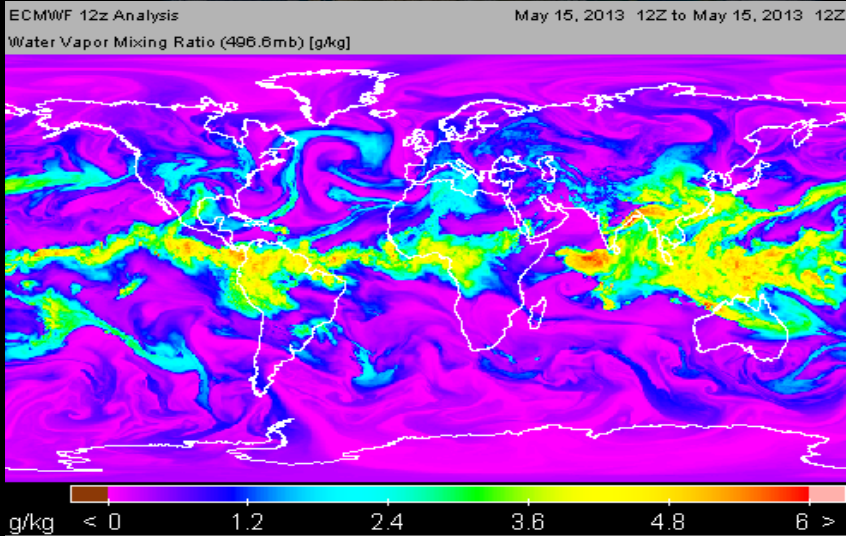 ECMWF 12z Analysis May 15, 2013 12Z to May 15, 2013 12Z
Water Vapor Mixing Ratio (496.6mb) [g/kg]
g/kg < 0 1.2 2.4 3.6 4.8 6 >